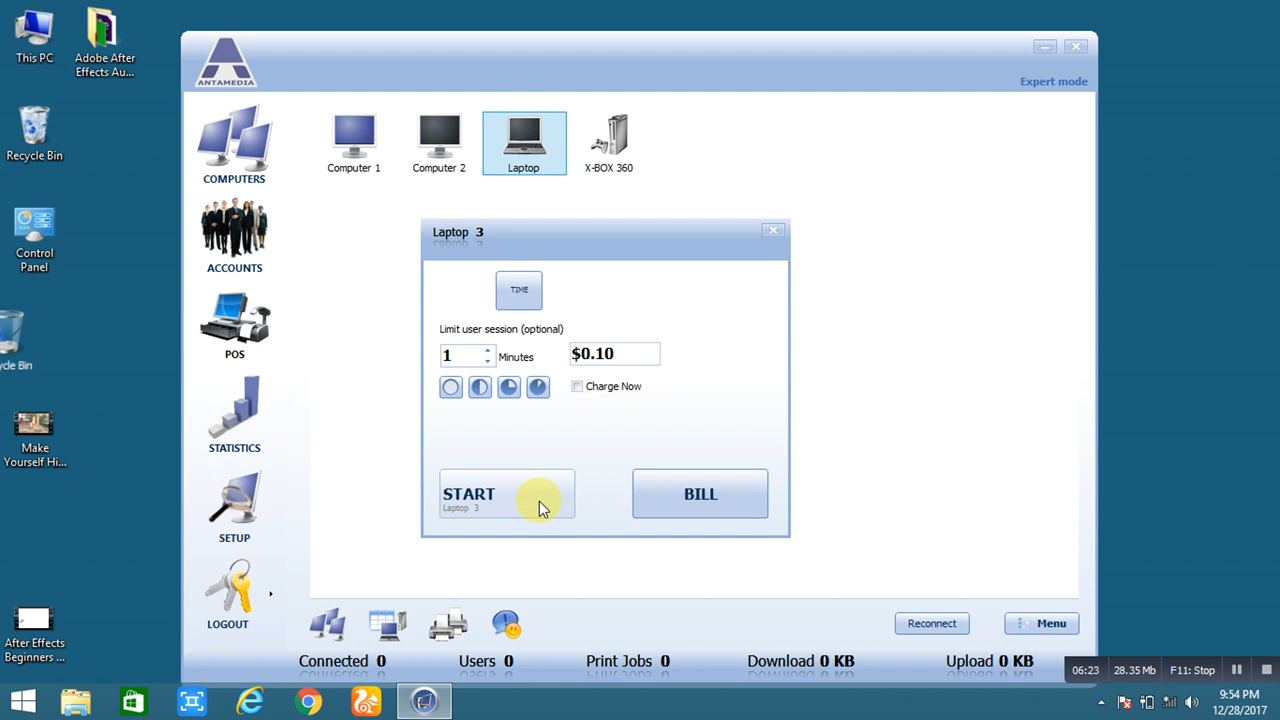 This PC
Adobe After
Effects Au...
Recycle Bin
Control
Panel
cle Bin
Make
Yourself Hi...
After Effects
Beginners ...
ANTAMEDIA
Expert mode
COMPUTERS
ACCOUNTS
POS
STATISTICS
SETUP
LOGOUT
Computer 1
Computer 2
Laptop
X-BOX 360
Laptop 3
TIME
Limit user session (optional)
1 Minutes
$0.10
Charge Now
START
Laptop 3
BILL
Reconnect
Menu
Connected 0
Users 0
Print Jobs 0
Download 0 KB
Upload 0 KB
06:23
28.35 Mb
F11: Stop
9:54 PM
12/28/2017